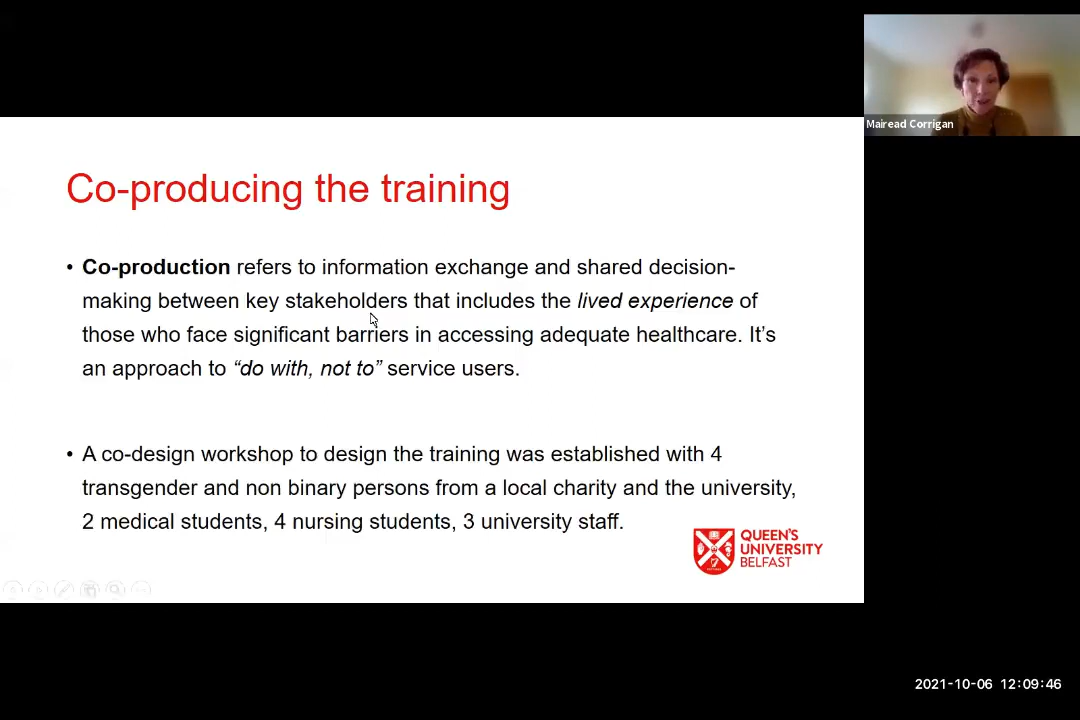 Mairead Corrigan
Co-producing the training
• Co-production refers to information exchange and shared decision-
making between key stakeholders that includes the lived experience of
those who face significant barriers in accessing adequate healthcare. It’s
an approach to “do with, not to” service users.
• A co-design workshop to design the training was established with 4
transgender and non binary persons from a local charity and the university,
2 medical students, 4 nursing students, 3 university staff.
QUEEN'S
UNIVERSITY
BELFAST
2021-10-06 12:09:46